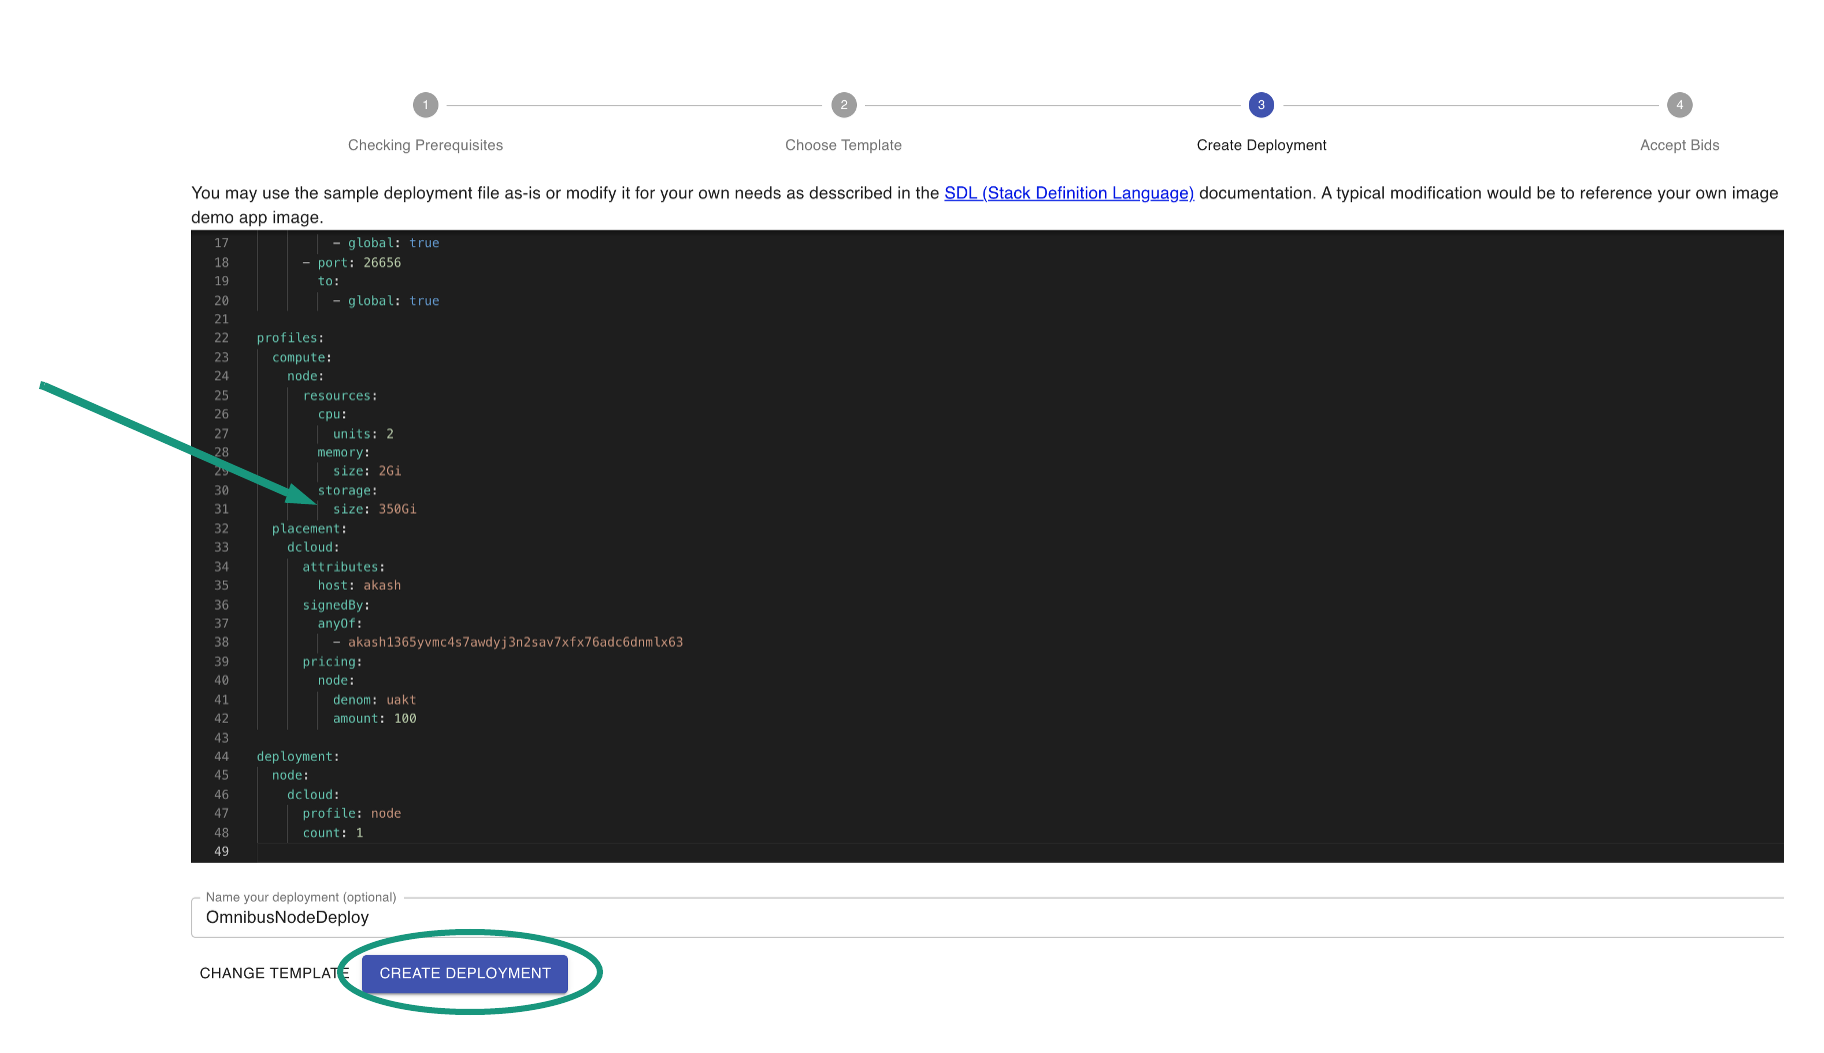 1
2
3
4
Checking Prerequisites
Choose Template
Create Deployment
Accept Bids
You may use the sample deployment file as-is or modify it for your own needs as desscribed in the SDL (Stack Definition Language) documentation. A typical modification would be to reference your own image
demo app image.
17 - global: true
18 - port: 26656
19 to:
20 - global: true
21
22 profiles:
23 compute:
24 node:
25 resources:
26 cpu:
27 units: 2
28 memory:
29 size: 2Gi
30 storage:
31 size: 350Gi
32 placement:
33 dcloud:
34 attributes:
35 host: akash
36 signedBy:
37 anyOf:
38 - akash1365yvmc4s7awdyj3n2sav7xfx76adc6dnmlx63
39 pricing:
40 node:
41 denom: uakt
42 amount: 100
43
44 deployment:
45 node:
46 dcloud:
47 profile: node
48 count: 1
49
Name your deployment (optional)
OmnibusNodeDeploy
CHANGE TEMPLATE
CREATE DEPLOYMENT